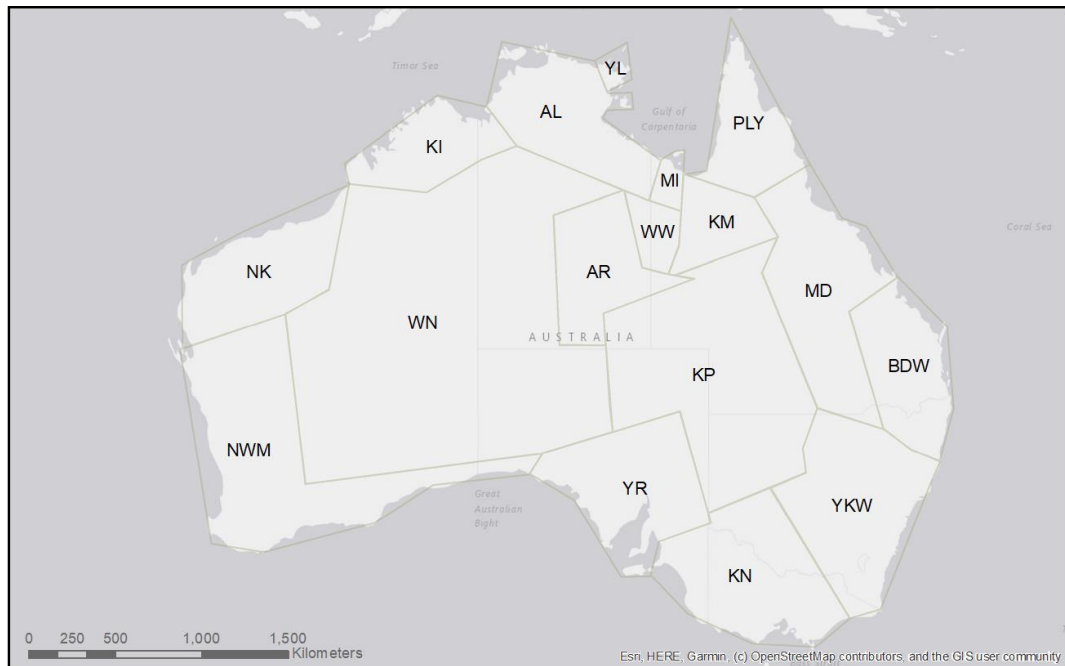 Timor Sea
YL
AL
Gulf of
Carpentaria
PLY
KI
MI
WW
KM
Coral Sea
NK
AR
MD
WN
AUSTRALIA
KP
BDW
NWM
YR
Great
Australian
Bight
YKW
KN
0 250 500 1,000 1,500
Kilometers
Esri, HERE, Garmin, (c) OpenStreetMap contributors, and the GIS user community